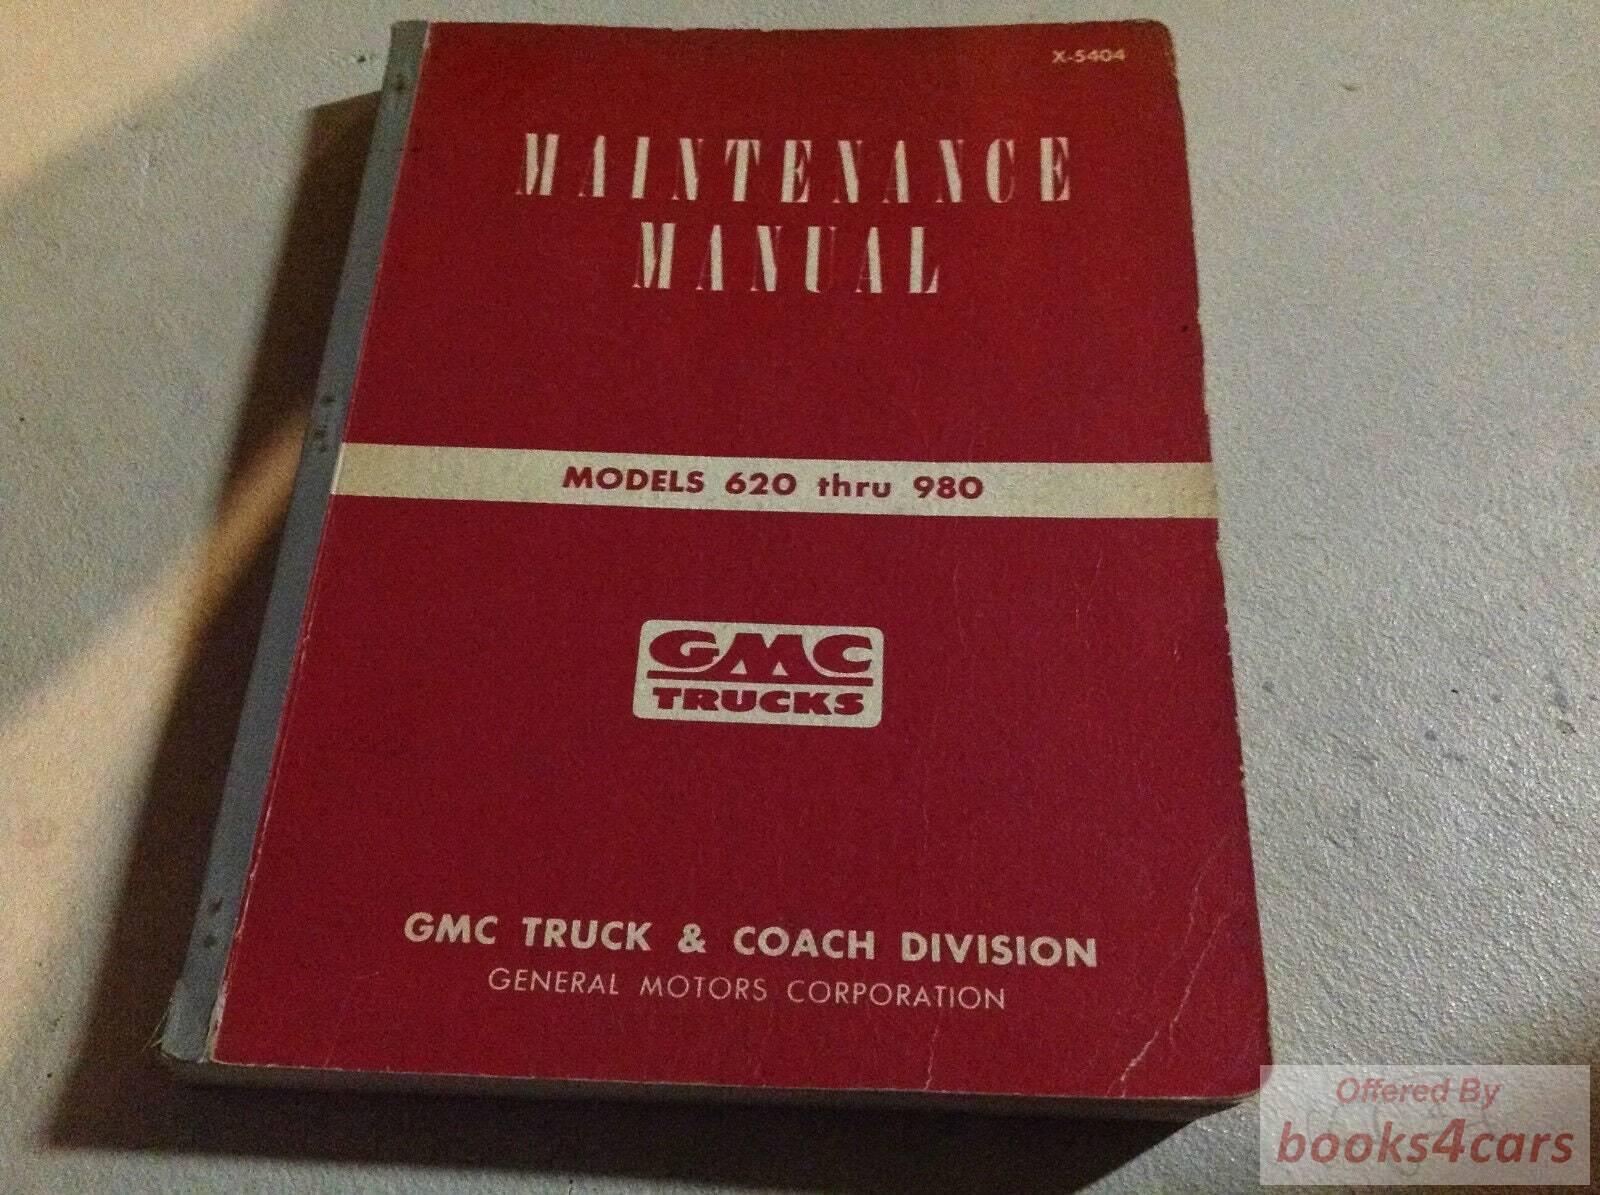 X-5404
MAINTENANCE
MANUAL
MODELS 620 thru 980
GMC
TRUCKS
GMC TRUCK & COACH DIVISION
GENERAL MOTORS CORPORATION
Offered By
books4cars